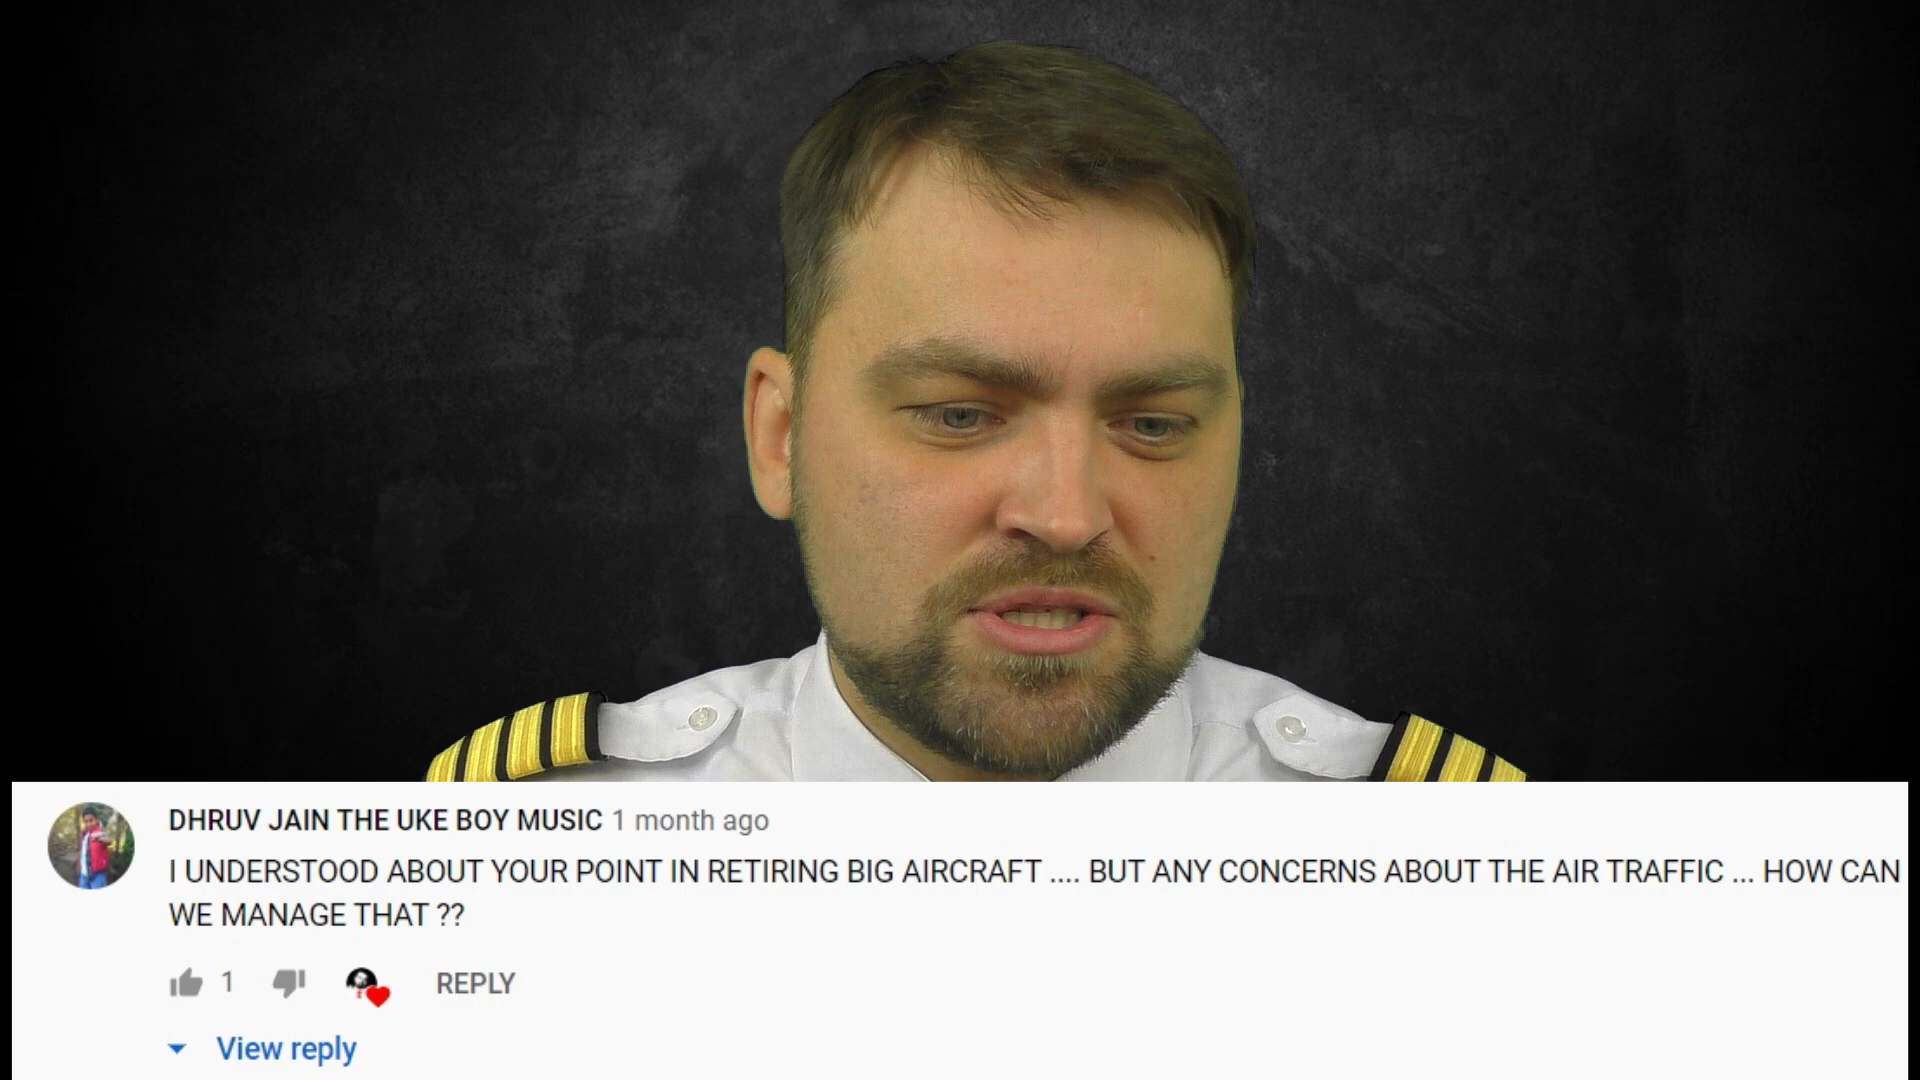 DHRUV JAIN THE UKE BOY MUSIC 1 month ago
I UNDERSTOOD ABOUT YOUR POINT IN RETIRING BIG AIRCRAFT .... BUT ANY CONCERNS ABOUT THE AIR TRAFFIC ... HOW CAN
WE MANAGE THAT ??
1 REPLY
View reply